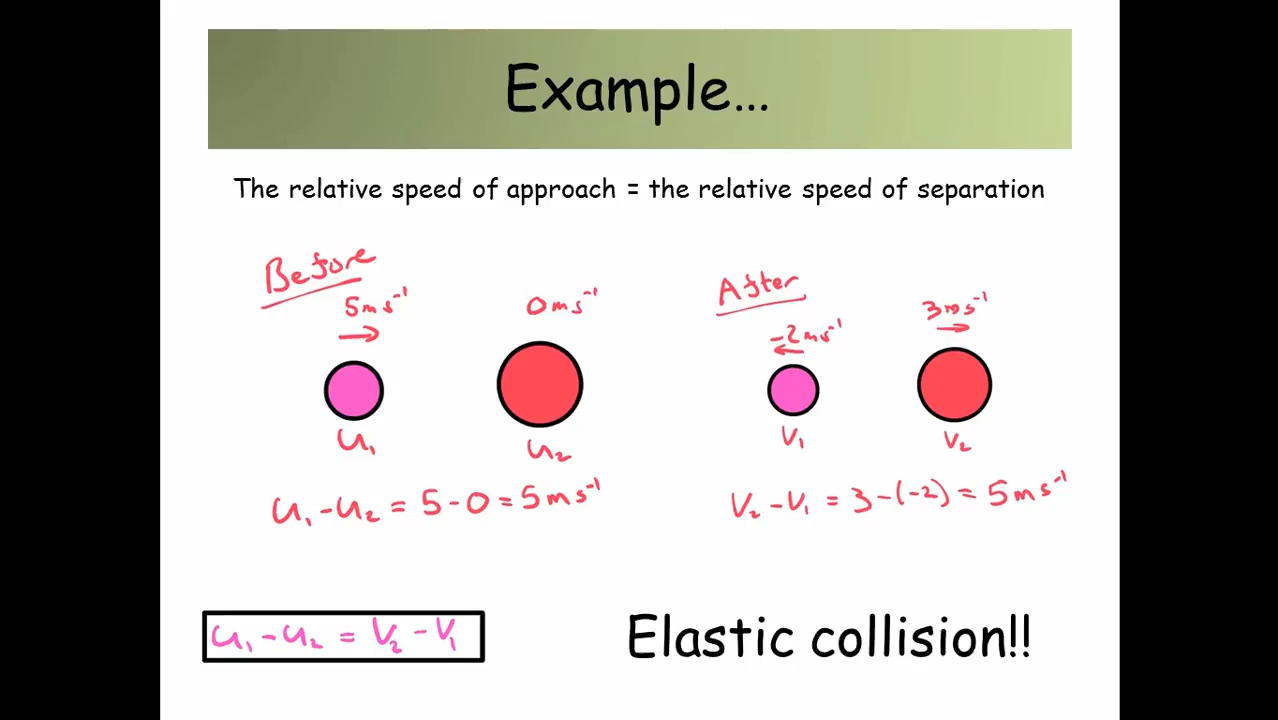 Example...
The relative speed of approach = the relative speed of separation
Before
5ms⁻¹
0ms⁻¹
u₁
u₂
u₁-u₂ = 5-0 = 5ms⁻¹
After
-2ms⁻¹
3ms⁻¹
v₁
v₂
v₂-v₁ = 3-(-2) = 5ms⁻¹
u₁-u₂ = v₂-v₁
Elastic collision!!